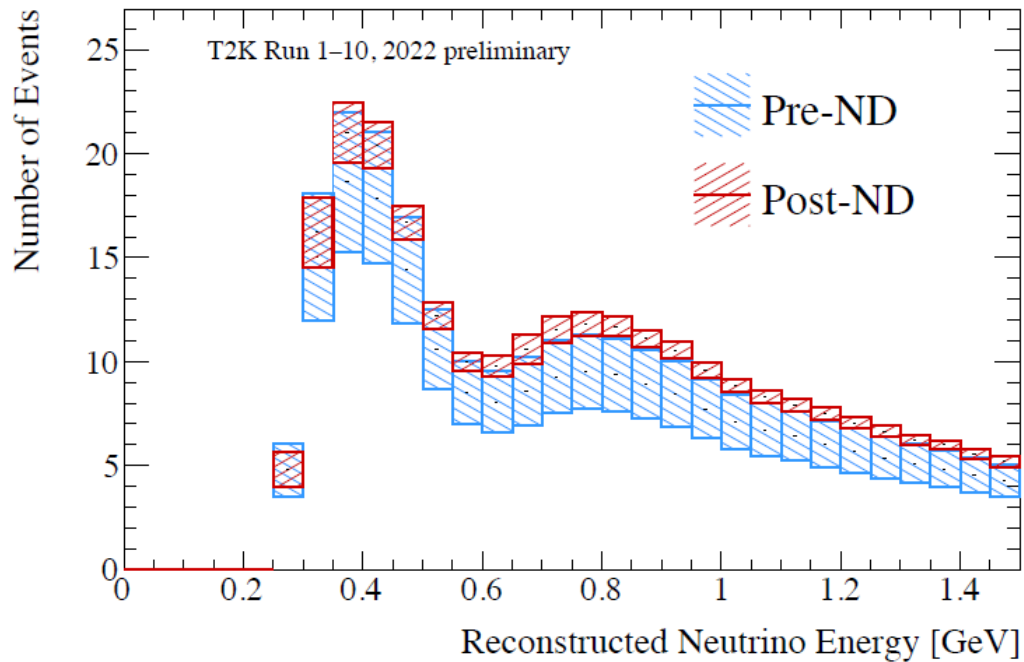 Number of Events
25
20
15
10
5
0
T2K Run 1–10, 2022 preliminary
Pre-ND
Post-ND
0 0.2 0.4 0.6 0.8 1 1.2 1.4
Reconstructed Neutrino Energy [GeV]